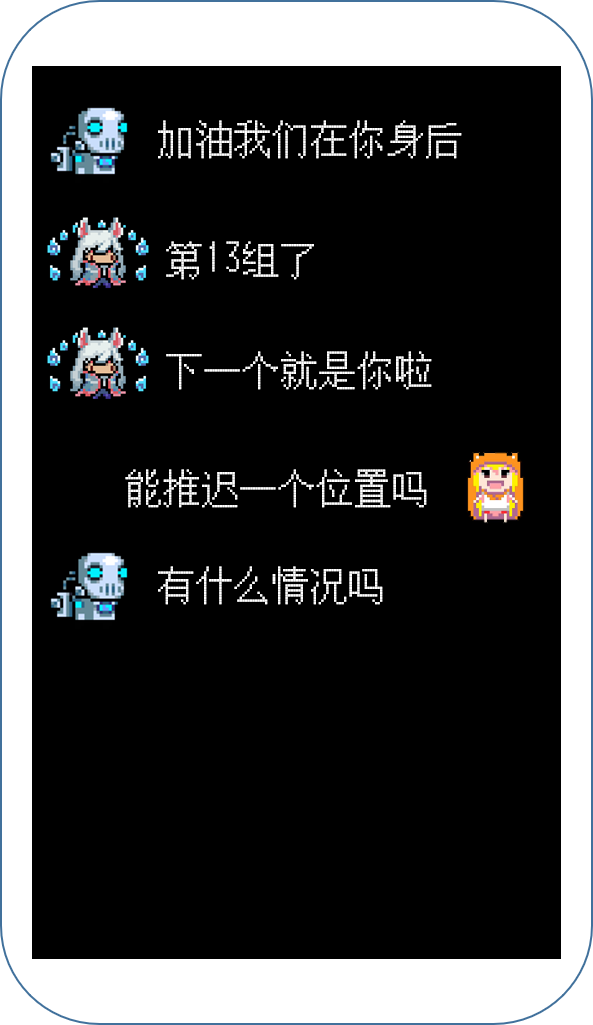 加油我们在你身后
第13组了
下一个就是你啦
能推迟一个位置吗
有什么情况吗